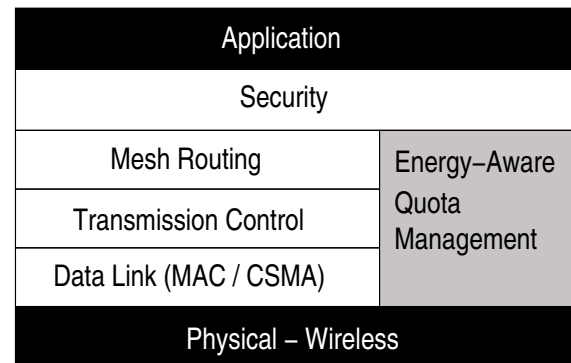 Application
Security
Mesh Routing
Transmission Control
Data Link (MAC / CSMA)
Energy−Aware
Quota
Management
Physical − Wireless